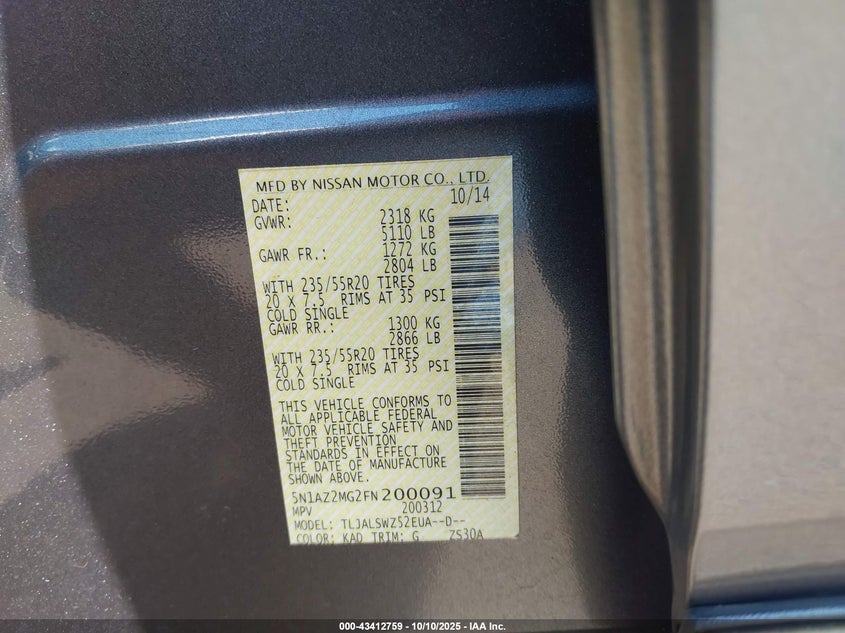 MFD BY NISSAN MOTOR CO., LTD.
DATE: 10/14
GVWR: 2318 KG
5110 LB
GAWR FR.: 1272 KG
2804 LB
WITH 235/55R20 TIRES
20 X 7.5 RIMS AT 35 PSI
COLD SINGLE
GAWR RR.: 1300 KG
2866 LB
WITH 235/55R20 TIRES
20 X 7.5 RIMS AT 35 PSI
COLD SINGLE
THIS VEHICLE CONFORMS TO
ALL APPLICABLE FEDERAL
MOTOR VEHICLE SAFETY AND
THEFT PREVENTION
STANDARDS IN EFFECT ON
THE DATE OF MANUFACTURE
SHOWN ABOVE.
5N1AZ2MG2FN200091
MPV 200312
MODEL: TLJALSWZ52EUA--D--
COLOR: KAD TRIM: G ZS30A
000-43412759 - 10/10/2025 - IAA Inc.